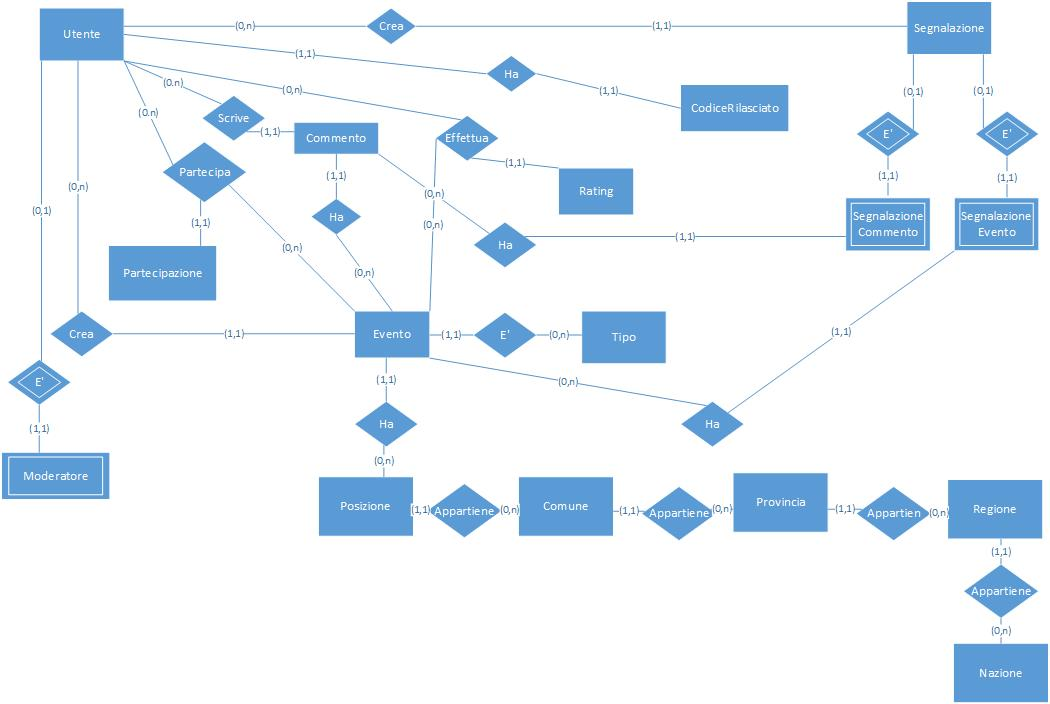 Utente
(0,n)
Crea
(1,1)
Segnalazione
(1,1)
Ha
(1,1)
CodiceRilasciato
(0.n)
Scrive
(1,1)
Commento
(0,n)
Effettua
(1,1)
Rating
(0,1)
E'
(1,1)
Segnalazione
Commento
(0,1)
E'
(1,1)
Segnalazione
Evento
(0.n)
Partecipa
(1,1)
Partecipazione
(0,n)
(1,1)
Ha
(0,n)
(0,n)
(0,n)
Ha
(1,1)
(0,1)
(0,n)
Crea
(1,1)
Evento
(1,1)
E'
(0,n)
Tipo
(1,1)
(0,n)
Ha
E'
(1,1)
Moderatore
(1,1)
Ha
(0,n)
Posizione
(1,1)
Appartiene
(0,n)
Comune
(1,1)
Appartiene
(0,n)
Provincia
(1,1)
Appartien
(0,n)
Regione
(1,1)
Appartiene
(0,n)
Nazione